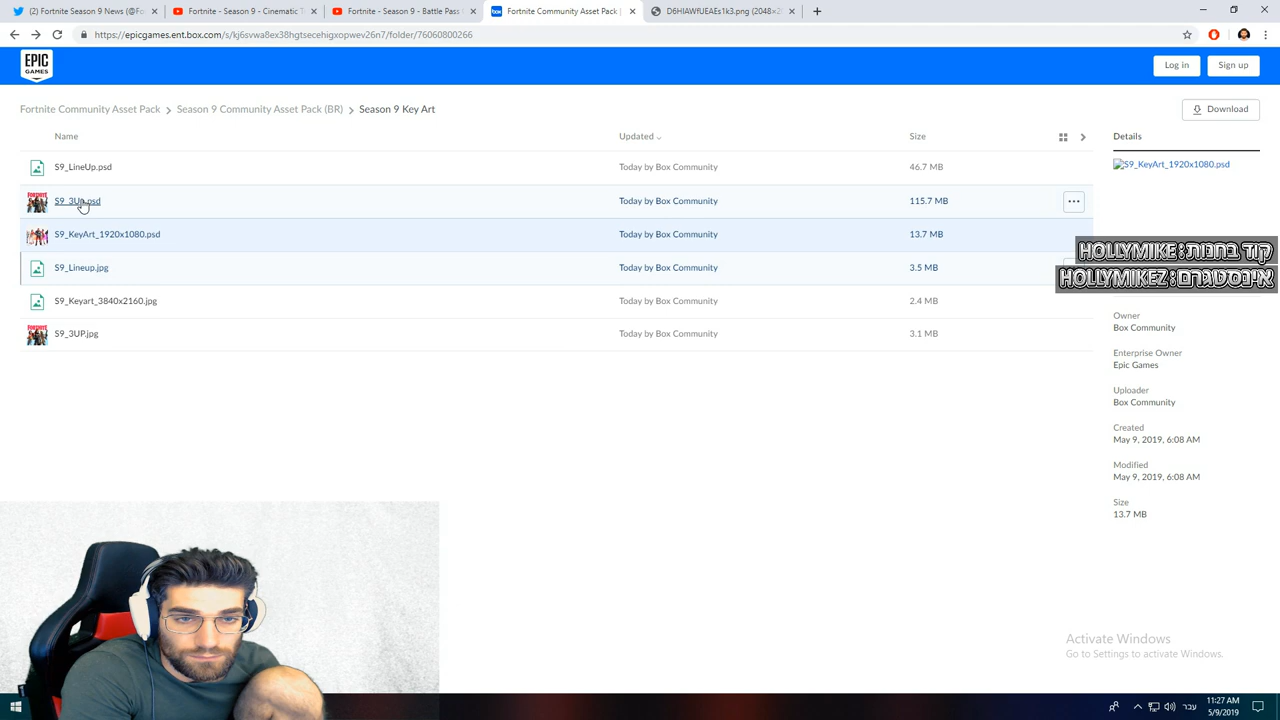 (2) Fortnite Season 9 News (@Fo
Fortnite - Season 9 - Cinematic T
Fortnite - Season 9 - Battle Pass
box
Fortnite Community Asset Pack |
D6HIAWfUEAEs1k3.png (2048×2
https://epicgames.ent.box.com/s/kj6svwa8ex38hgtsecehigxopwev26n7/folder/76060800266
EPIC
GAMES
Log in
Sign up
Fortnite Community Asset Pack > Season 9 Community Asset Pack (BR) > Season 9 Key Art
Download
Name
Updated
Size
Details
S9_LineUp.psd
Today by Box Community
46.7 MB
S9_KeyArt_1920x1080.psd
S9_3Up.psd
Today by Box Community
115.7 MB
S9_KeyArt_1920x1080.psd
Today by Box Community
13.7 MB
קוד בחנות: HOLLYMIKE
S9_Lineup.jpg
Today by Box Community
3.5 MB
אינסטגרם: HOLLYMIKEZ
S9_Keyart_3840x2160.jpg
Today by Box Community
2.4 MB
S9_3UP.jpg
Today by Box Community
3.1 MB
Owner
Box Community
Enterprise Owner
Epic Games
Uploader
Box Community
Created
May 9, 2019, 6:08 AM
Modified
May 9, 2019, 6:08 AM
Size
13.7 MB
Activate Windows
Go to Settings to activate Windows.
עבר
11:27 AM
5/9/2019